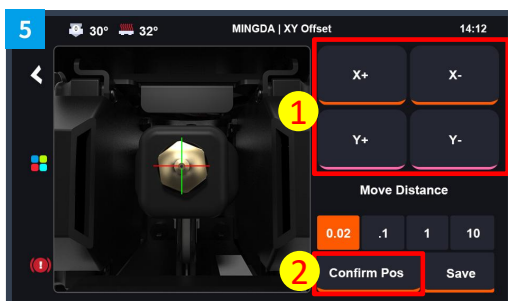 5
30° 32° MINGDA | XY Offset 14:12
X+ X-
1
Y+ Y-
Move Distance
0.02 .1 1 10
2 Confirm Pos Save